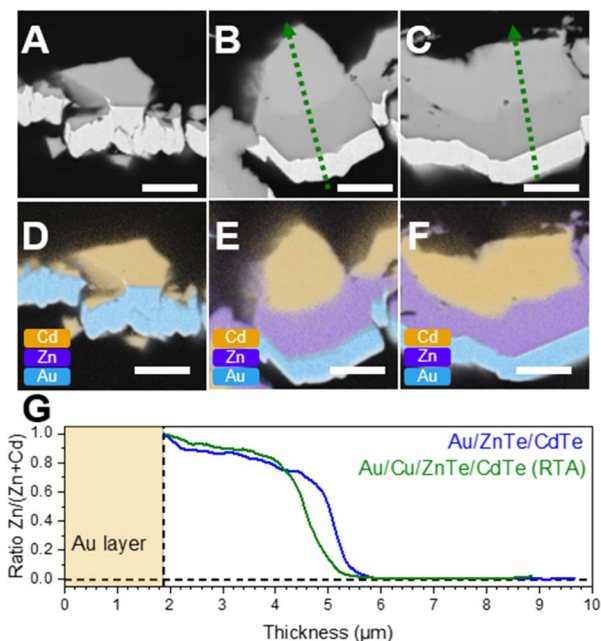 A
B
C
D
Cd
Zn
Au
E
Cd
Zn
Au
F
Cd
Zn
Au
G
Ratio Zn/(Zn+Cd)
1.0
0.8
0.6
0.4
0.2
0.0
Au/ZnTe/CdTe
Au/Cu/ZnTe/CdTe (RTA)
Au layer
0 1 2 3 4 5 6 7 8 9 10
Thickness (μm)